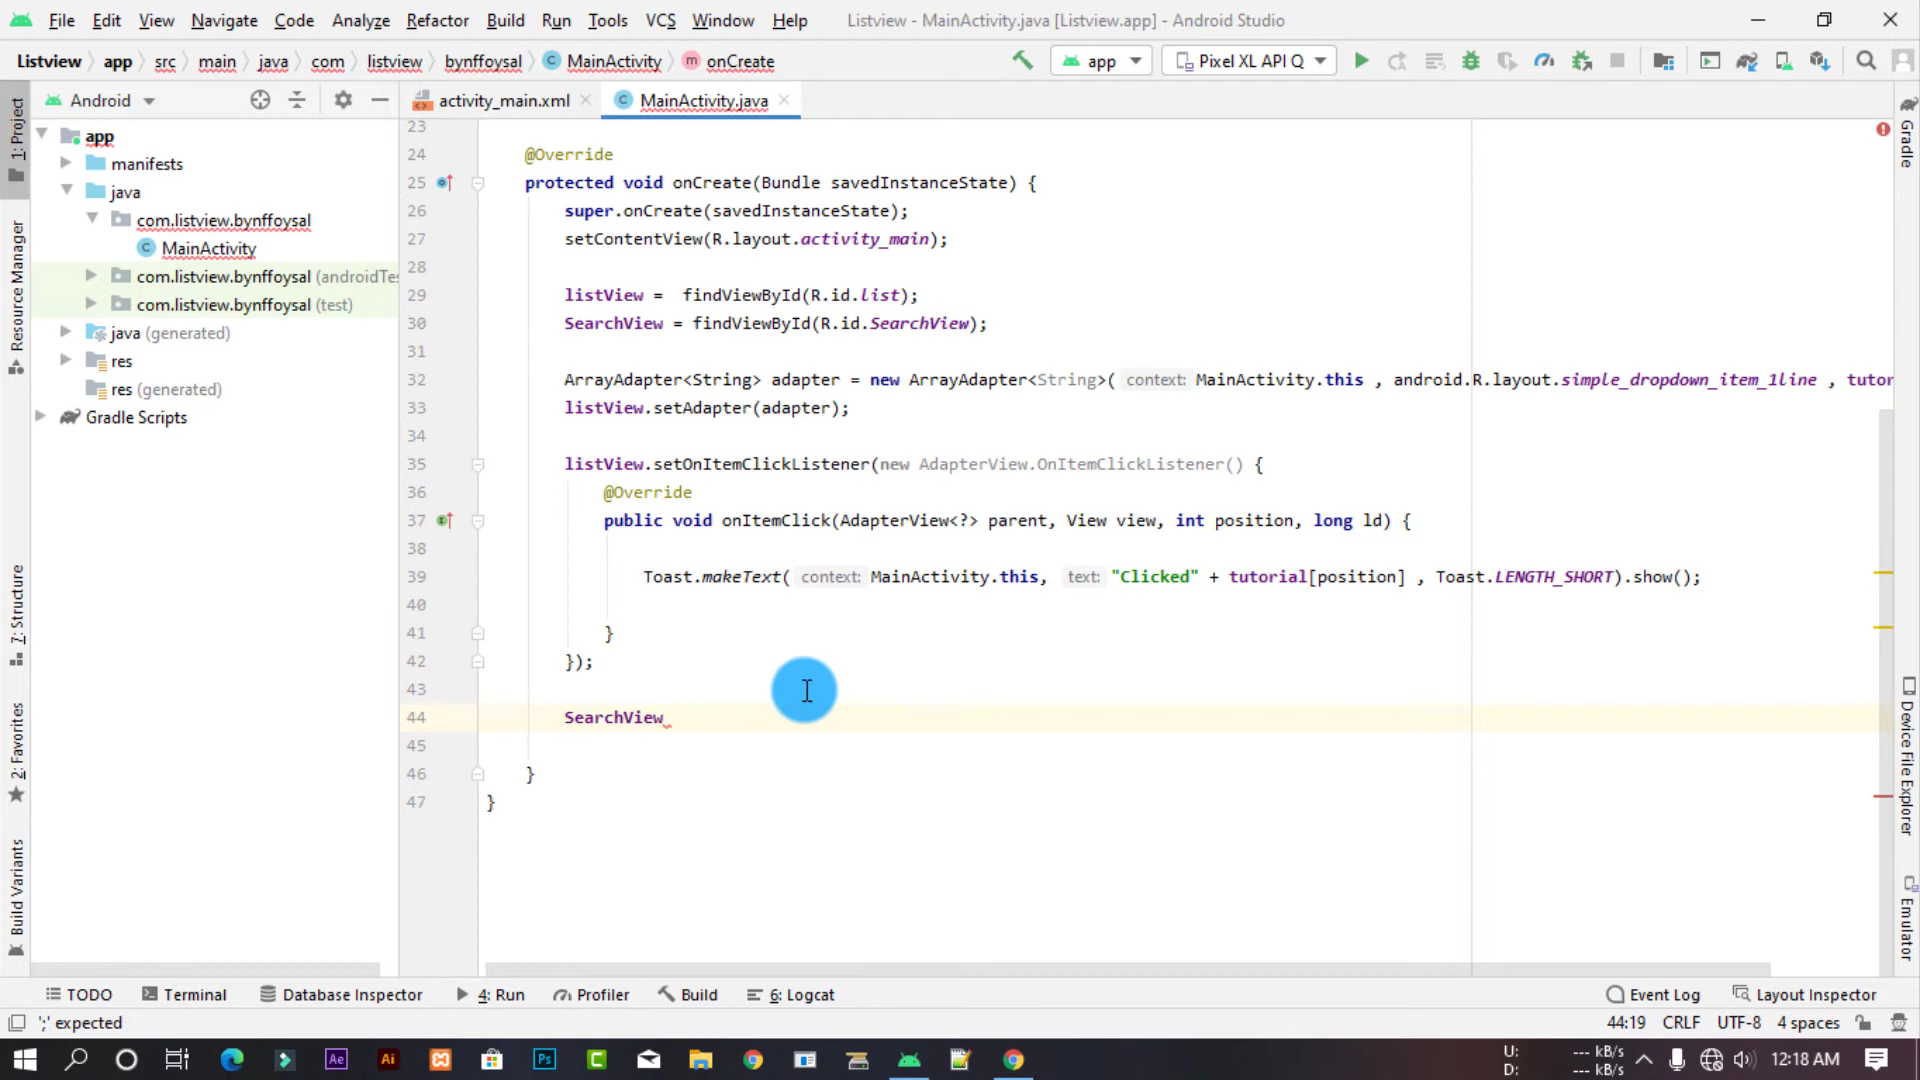 File Edit View Navigate Code Analyze Refactor Build Run Tools VCS Window Help Listview - MainActivity.java [Listview.app] - Android Studio
Listview app src main java com listview bynffoysal C MainActivity m onCreate app Pixel XL API Q
Android activity_main.xml C MainActivity.java
1: Project
Resource Manager
7: Structure
2: Favorites
Build Variants
app
manifests
java
com.listview.bynffoysal
C MainActivity
com.listview.bynffoysal (androidTes
com.listview.bynffoysal (test)
java (generated)
res
res (generated)
Gradle Scripts
23
24 @Override
25 protected void onCreate(Bundle savedInstanceState) {
26 super.onCreate(savedInstanceState);
27 setContentView(R.layout.activity_main);
28
29 listView =  findViewById(R.id.list);
30 SearchView = findViewById(R.id.SearchView);
31
32 ArrayAdapter<String> adapter = new ArrayAdapter<String>( context: MainActivity.this , android.R.layout.simple_dropdown_item_1line , tutor
33 listView.setAdapter(adapter);
34
35 listView.setOnItemClickListener(new AdapterView.OnItemClickListener() {
36 @Override
37 public void onItemClick(AdapterView<?> parent, View view, int position, long ld) {
38
39 Toast.makeText( context: MainActivity.this, text: "Clicked" + tutorial[position] , Toast.LENGTH_SHORT).show();
40
41 }
42 });
43
44 SearchView
45
46 }
47 }
Gradle
Device File Explorer
Emulator
TODO Terminal Database Inspector 4: Run Profiler Build 6: Logcat Event Log Layout Inspector
';' expected 44:19 CRLF UTF-8 4 spaces
Ae Ai Ps C U: --- kB/s
D: --- kB/s 12:18 AM